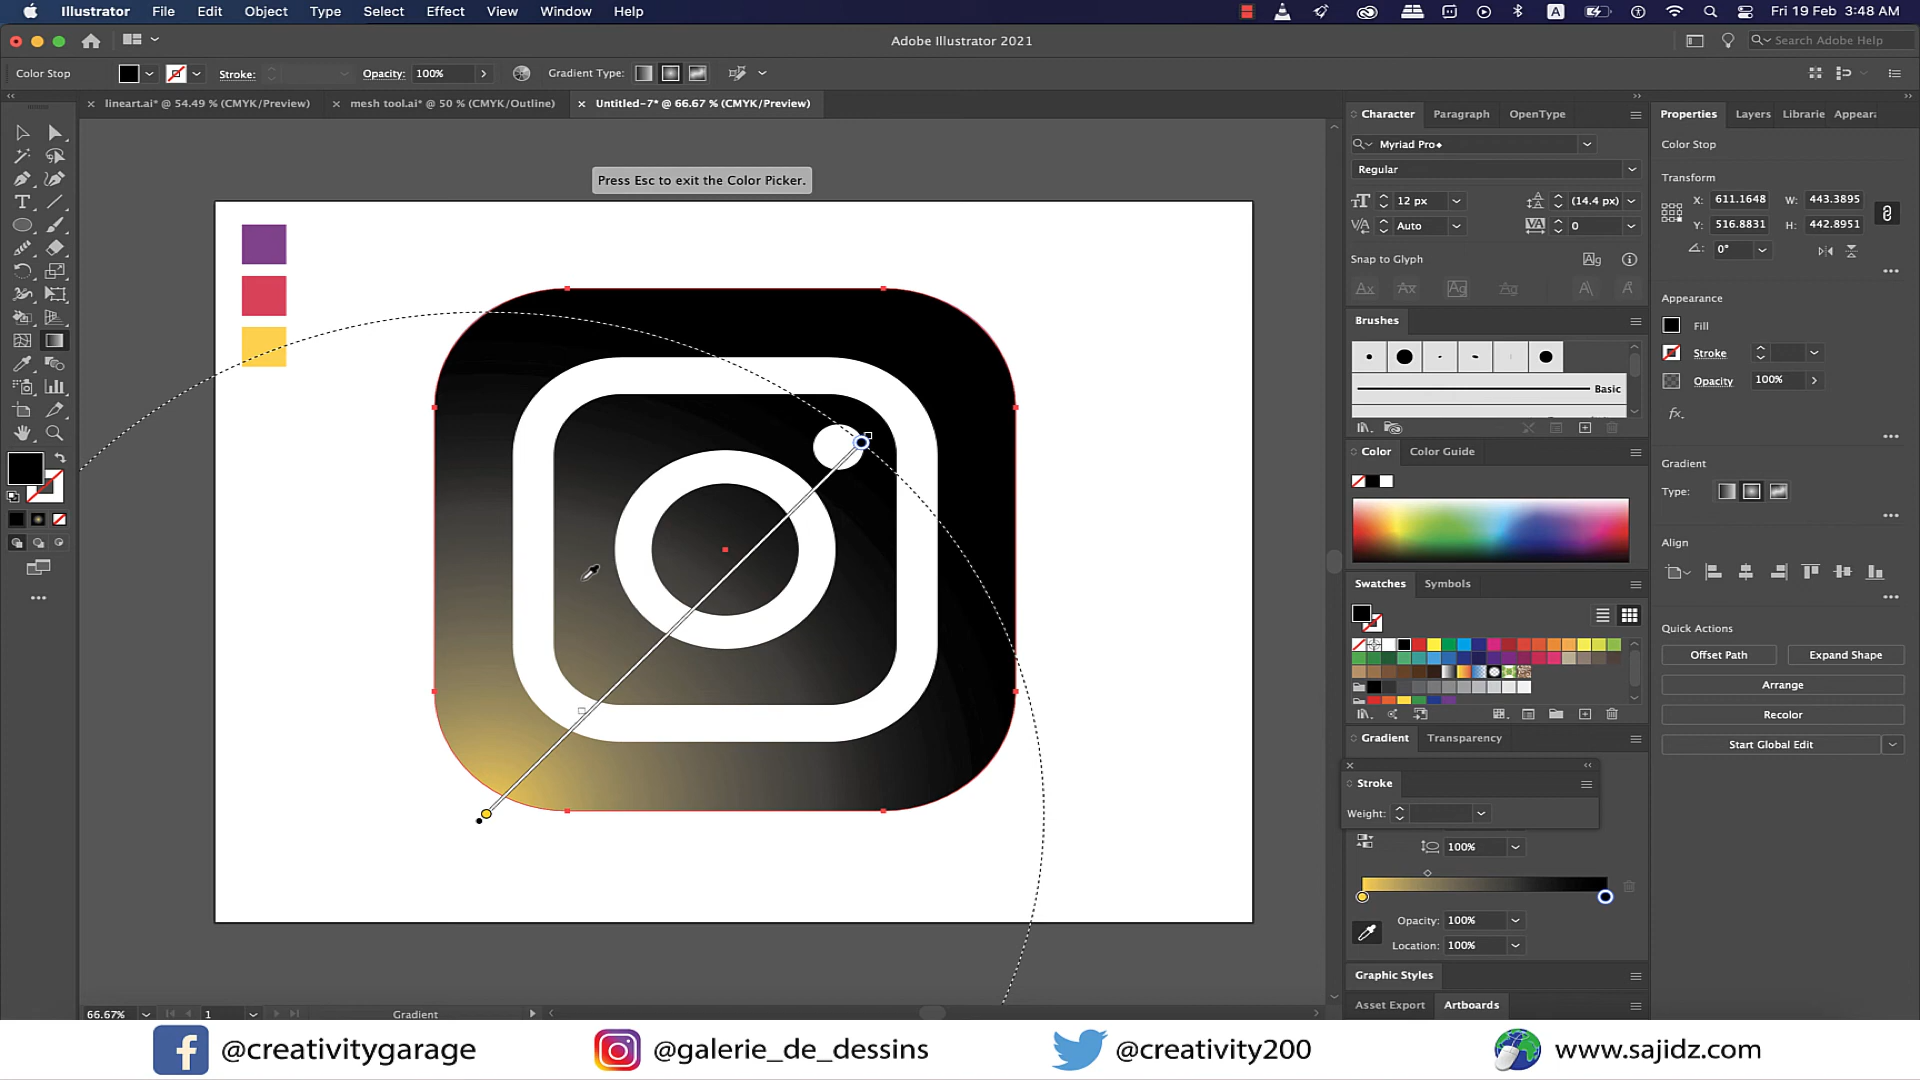 Illustrator File Edit Object Type Select Effect View Window Help
A
Fri 19 Feb 3:48 AM
Adobe Illustrator 2021
Search Adobe Help
Color Stop
Stroke:
Opacity: 100%
Gradient Type:
lineart.ai* @ 54.49 % (CMYK/Preview)
mesh tool.ai* @ 50 % (CMYK/Outline)
Untitled-7* @ 66.67 % (CMYK/Preview)
Press Esc to exit the Color Picker.
Character Paragraph OpenType
Myriad Pro
Regular
12 px
(14.4 px)
Auto
0
Snap to Glyph
Brushes
Basic
Color Color Guide
Swatches Symbols
Gradient Transparency
Stroke
Weight:
100%
Opacity: 100%
Location: 100%
Graphic Styles
Asset Export Artboards
Properties Layers Librarie Appear
Color Stop
Transform
X: 611.1648 W: 443.3895
Y: 516.8831 H: 442.8951
0°
Appearance
Fill
Stroke
Opacity 100%
fx.
Gradient
Type:
Align
Quick Actions
Offset Path Expand Shape
Arrange
Recolor
Start Global Edit
66.67% 1 Gradient
@creativitygarage
@galerie_de_dessins
@creativity200
www.sajidz.com